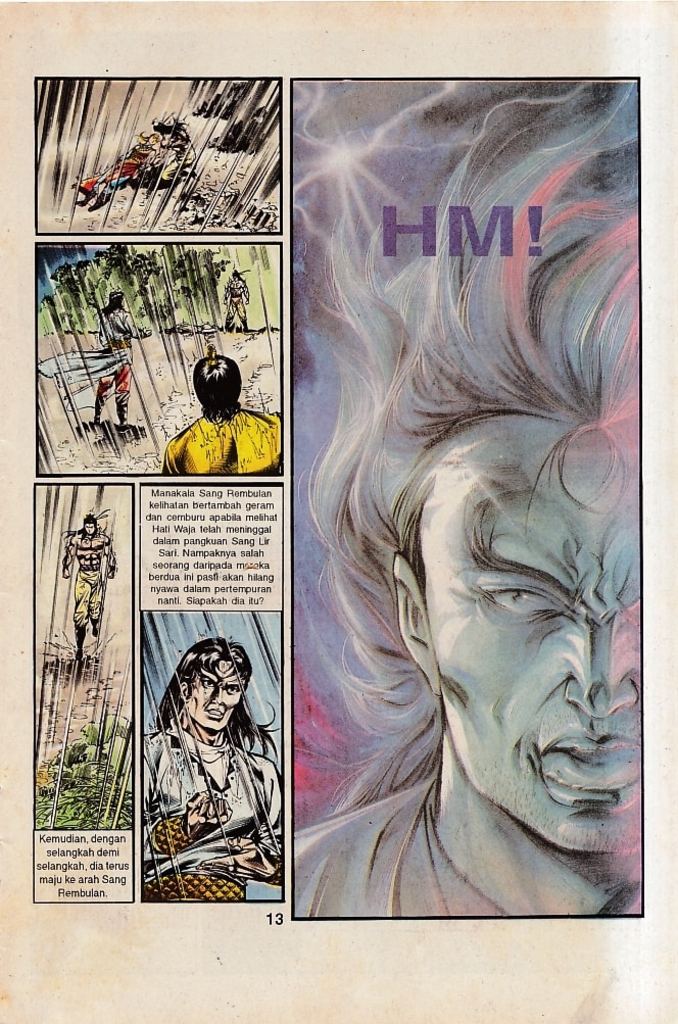 HM!
Manakala Sang Rembulan
kelihatan bertambah geram
dan cemburu apabila melihat
Hati Waja telah meninggal
dalam pangkuan Sang Lir
Sari. Nampaknya salah
seorang daripada mereka
berdua ini pasti akan hilang
nyawa dalam pertempuran
nanti. Siapakah dia itu?
Kemudian, dengan
selangkah demi
selangkah, dia terus
maju ke arah Sang
Rembulan.
13